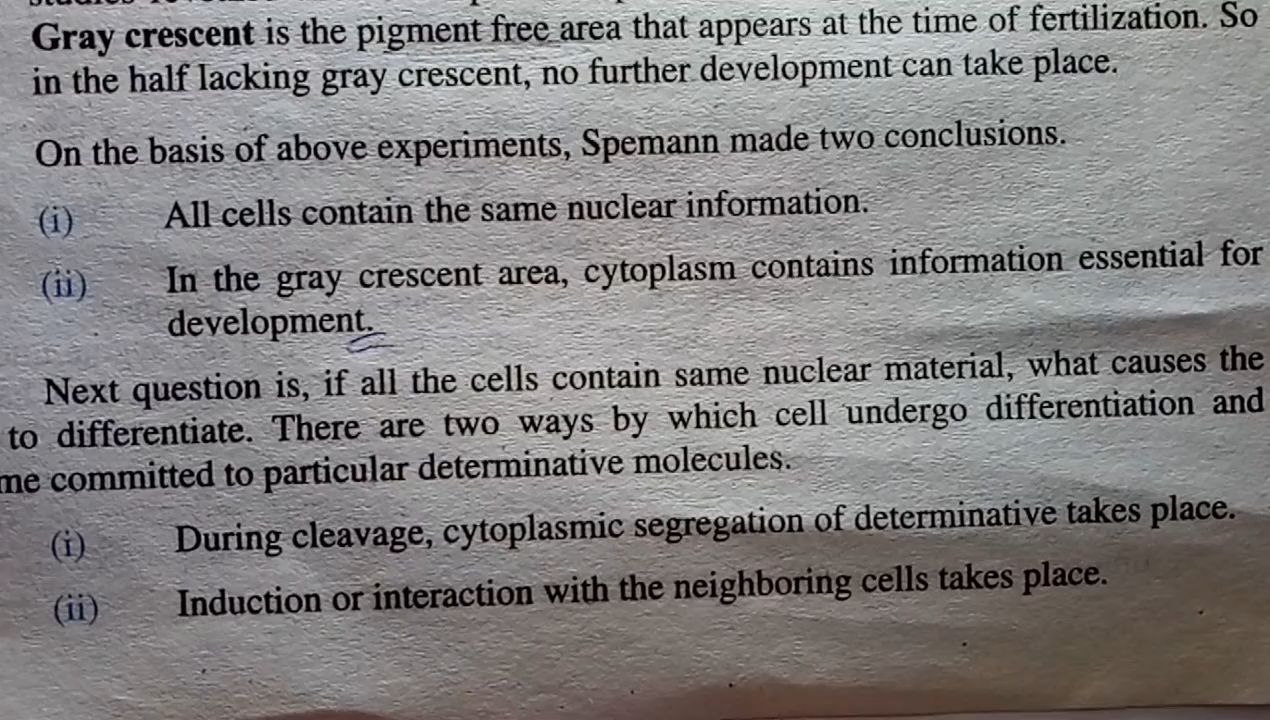 Gray crescent is the pigment free area that appears at the time of fertilization. So
in the half lacking gray crescent, no further development can take place.
On the basis of above experiments, Spemann made two conclusions.
(i) All cells contain the same nuclear information.
(ii) In the gray crescent area, cytoplasm contains information essential for
development.
Next question is, if all the cells contain same nuclear material, what causes the
to differentiate. There are two ways by which cell undergo differentiation and
me committed to particular determinative molecules.
(i) During cleavage, cytoplasmic segregation of determinative takes place.
(ii) Induction or interaction with the neighboring cells takes place.